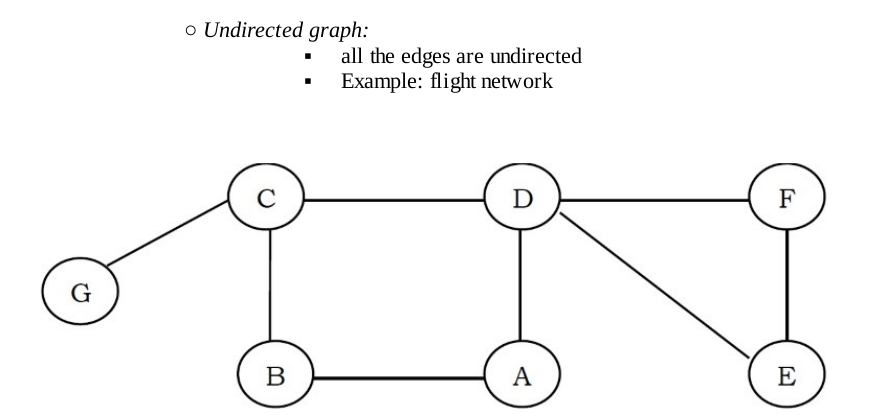 ○ Undirected graph:
▪ all the edges are undirected
▪ Example: flight network
C D F
G
B A E